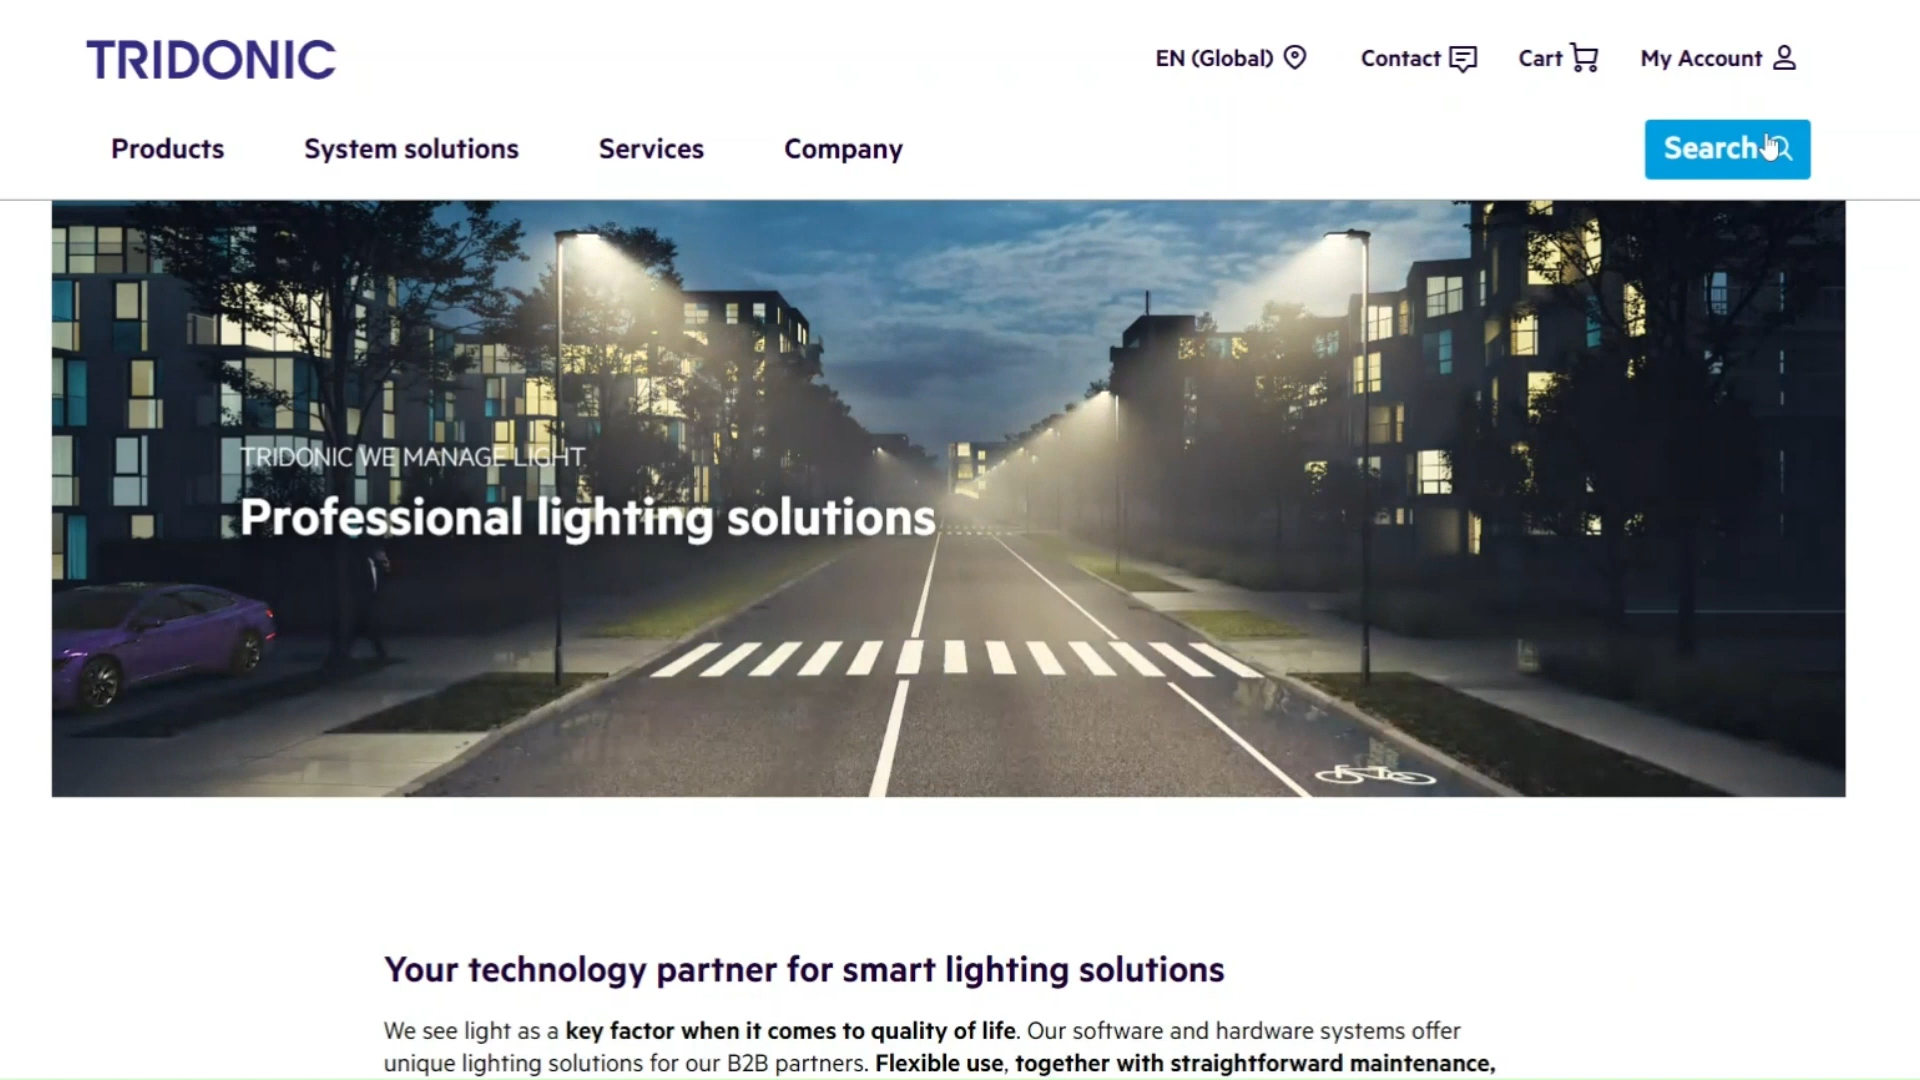 TRIDONIC
EN (Global)
Contact
Cart
My Account
Products
System solutions
Services
Company
Search
TRIDONIC WE MANAGE LIGHT
Professional lighting solutions
Your technology partner for smart lighting solutions
We see light as a key factor when it comes to quality of life. Our software and hardware systems offer
unique lighting solutions for our B2B partners. Flexible use, together with straightforward maintenance,